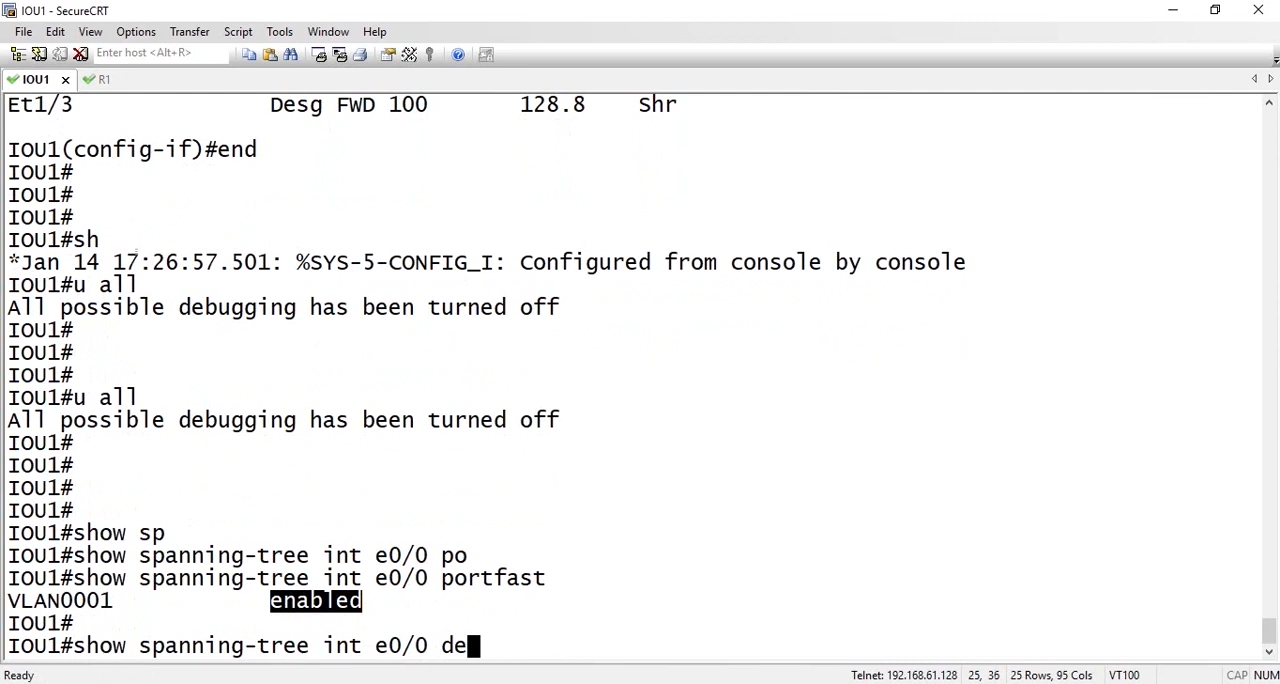 IOU1 - SecureCRT
File Edit View Options Transfer Script Tools Window Help
Enter host <Alt+R>
IOU1 R1
Et1/3 Desg FWD 100 128.8 Shr
IOU1(config-if)#end
IOU1#
IOU1#
IOU1#
IOU1#sh
*Jan 14 17:26:57.501: %SYS-5-CONFIG_I: Configured from console by console
IOU1#u all
All possible debugging has been turned off
IOU1#
IOU1#
IOU1#
IOU1#u all
All possible debugging has been turned off
IOU1#
IOU1#
IOU1#
IOU1#
IOU1#show sp
IOU1#show spanning-tree int e0/0 po
IOU1#show spanning-tree int e0/0 portfast
VLAN0001 enabled
IOU1#
IOU1#show spanning-tree int e0/0 de
Ready Telnet: 192.168.61.128 25, 36 25 Rows, 95 Cols VT100 CAP NUM